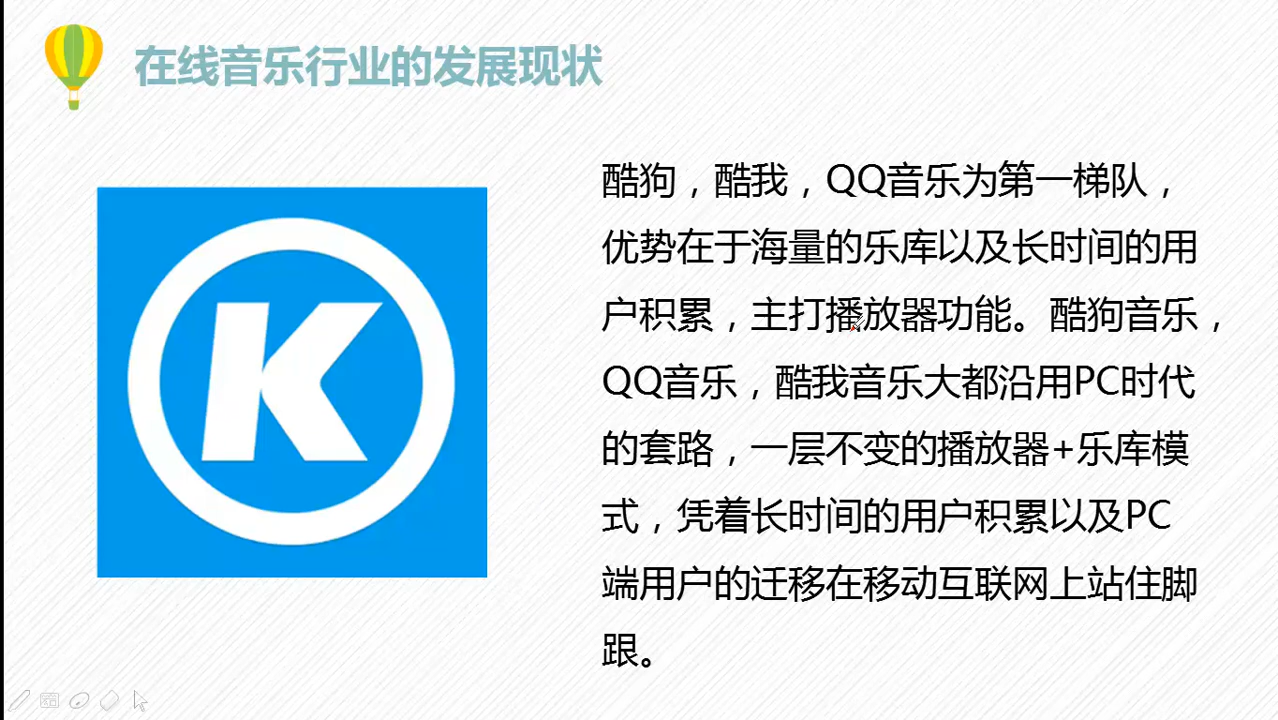 在线音乐行业的发展现状
K
酷狗，酷我，QQ音乐为第一梯队，
优势在于海量的乐库以及长时间的用
户积累，主打播放器功能。酷狗音乐，
QQ音乐，酷我音乐大都沿用PC时代
的套路，一层不变的播放器+乐库模
式，凭着长时间的用户积累以及PC
端用户的迁移在移动互联网上站住脚
跟。